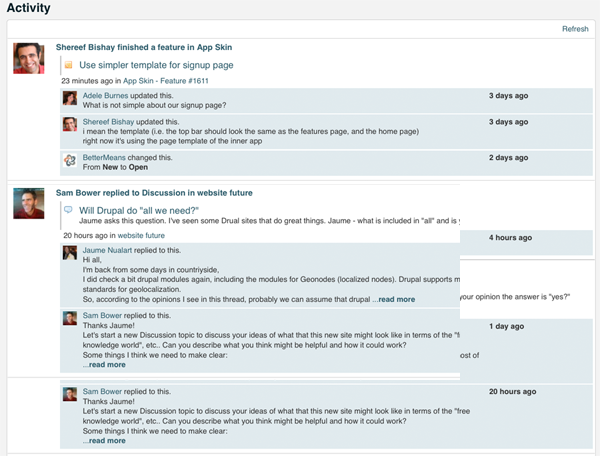 Activity
Refresh
Shereef Bishay finished a feature in App Skin
Use simpler template for signup page
23 minutes ago in App Skin - Feature #1611
Adele Burnes updated this. 3 days ago
What is not simple about our signup page?
Shereef Bishay updated this. 3 days ago
i mean the template (i.e. the top bar should look the same as the features page, and the home page)
right now it's using the page template of the inner app
BetterMeans changed this. 2 days ago
From New to Open
Sam Bower replied to Discussion in website future
Will Drupal do "all we need?"
Jaume asks this question. I've seen some Drual sites that do great things. Jaume - what is included in "all" and is
20 hours ago in website future
4 hours ago
Jaume Nualart replied to this.
Hi all,
I'm back from some days in countryside,
I did check a bit drupal modules again, including the modules for Geonodes (localized nodes). Drupal supports
standards for geolocalization.
So, according to the opinions I see in this thread, probably we can assume that drupal ...read more
your opinion the answer is "yes?"
Sam Bower replied to this. 1 day ago
Thanks Jaume!
Let's start a new Discussion topic to discuss your ideas of what that this new site might look like in terms of the
knowledge world", etc.. Can you describe what you think might be helpful and how it could work?
Some things I think we need to make clear:
ost of
...read more
Sam Bower replied to this. 20 hours ago
Thanks Jaume!
Let's start a new Discussion topic to discuss your ideas of what that this new site might look like in terms of the "free
knowledge world", etc.. Can you describe what you think might be helpful and how it could work?
Some things I think we need to make clear:
...read more